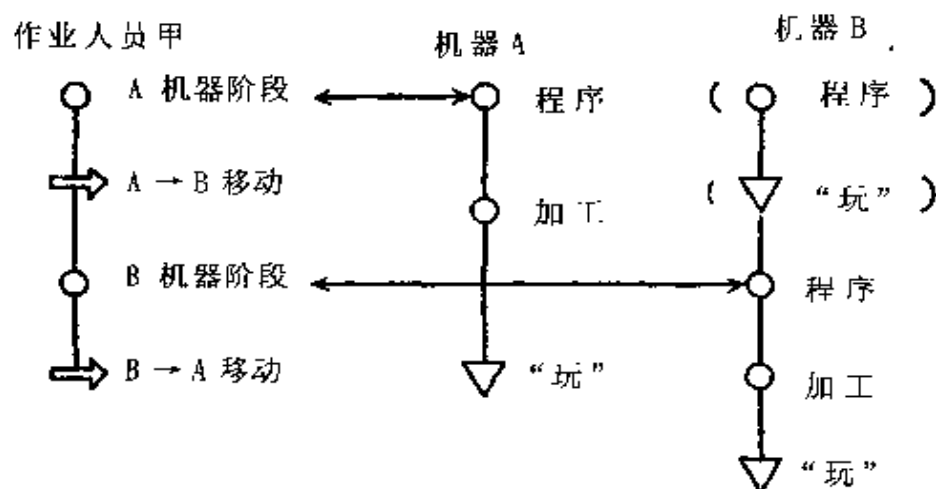 作业人员甲 机器A 机器B
A 机器阶段 程序 ( 程序 )
A → B 移动 ( “玩” )
加工
B 机器阶段 程序
B → A 移动 “玩” 加工
“玩”